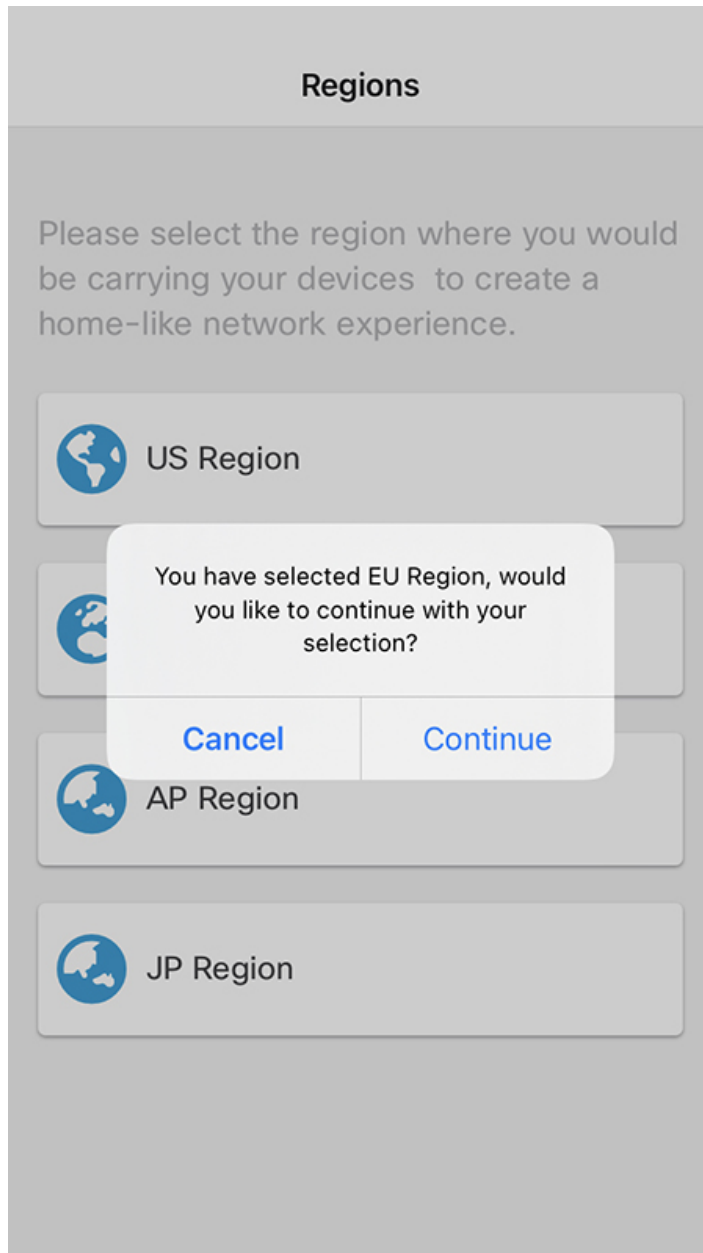 Regions
Please select the region where you would
be carrying your devices  to create a
home-like network experience.
US Region
You have selected EU Region, would
you like to continue with your
selection?
Cancel
Continue
AP Region
JP Region